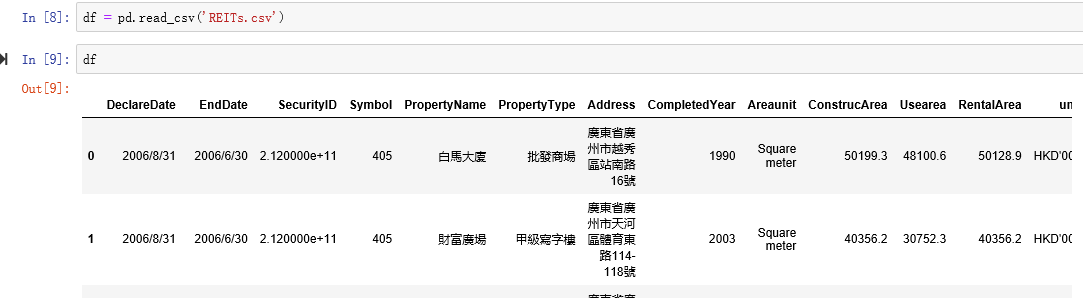 In [8]: df = pd.read_csv('REITs.csv')
In [9]: df
Out[9]:
DeclareDate EndDate SecurityID Symbol PropertyName PropertyType Address CompletedYear Areaunit ConstrucArea Usearea RentalArea un
0 2006/8/31 2006/6/30 2.120000e+11 405 白馬大廈 批發商場 廣東省廣州市越秀區站南路16號 1990 Square meter 50199.3 48100.6 50128.9 HKD'00
1 2006/8/31 2006/6/30 2.120000e+11 405 財富廣場 甲級寫字樓 廣東省廣州市天河區體育東路114-118號 2003 Square meter 40356.2 30752.3 40356.2 HKD'00